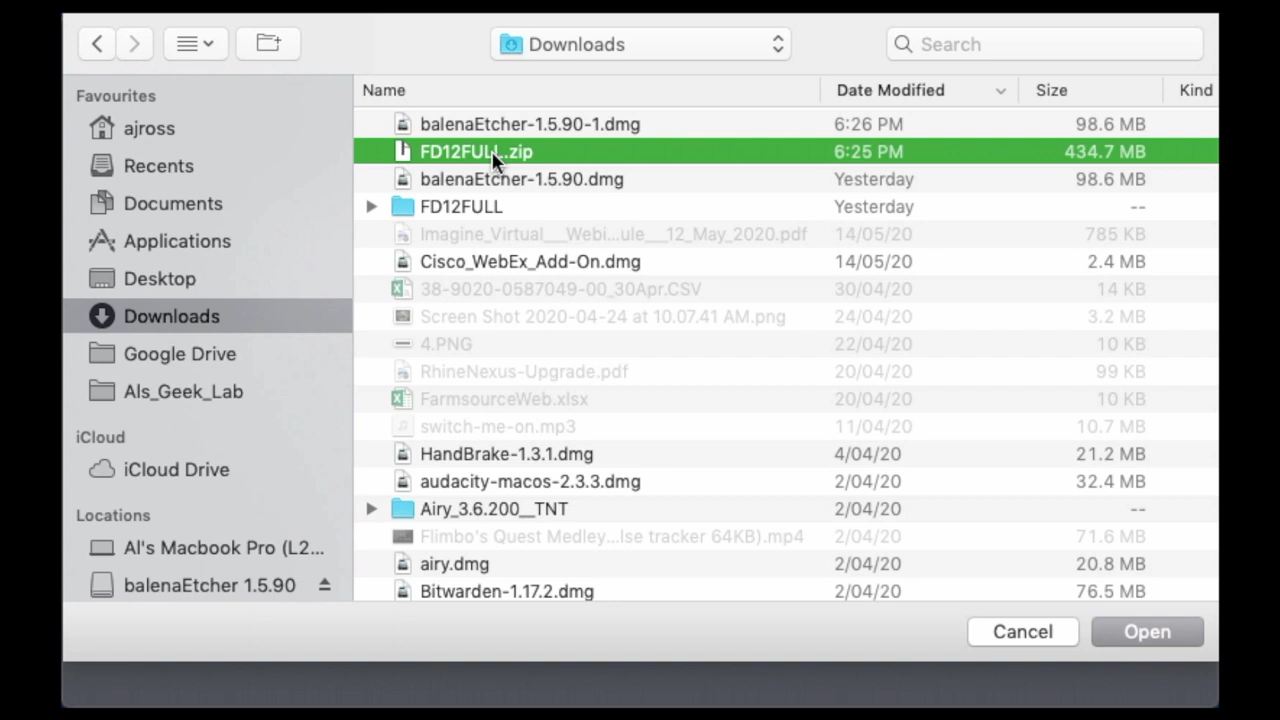 Downloads
Search
Favourites
ajross
Recents
Documents
Applications
Desktop
Downloads
Google Drive
Als_Geek_Lab
iCloud
iCloud Drive
Locations
Al's Macbook Pro (L2...
balenaEtcher 1.5.90
Name Date Modified Size Kind
balenaEtcher-1.5.90-1.dmg 6:26 PM 98.6 MB
FD12FULL.zip 6:25 PM 434.7 MB
balenaEtcher-1.5.90.dmg Yesterday 98.6 MB
FD12FULL Yesterday --
Imagine_Virtual___Webi...ule___12_May_2020.pdf 14/05/20 785 KB
Cisco_WebEx_Add-On.dmg 14/05/20 2.4 MB
38-9020-0587049-00_30Apr.CSV 30/04/20 14 KB
Screen Shot 2020-04-24 at 10.07.41 AM.png 24/04/20 3.2 MB
4.PNG 22/04/20 10 KB
RhineNexus-Upgrade.pdf 20/04/20 99 KB
FarmsourceWeb.xlsx 20/04/20 10 KB
switch-me-on.mp3 11/04/20 10.7 MB
HandBrake-1.3.1.dmg 4/04/20 21.2 MB
audacity-macos-2.3.3.dmg 2/04/20 32.4 MB
Airy_3.6.200__TNT 2/04/20 --
Flimbo's Quest Medley...lse tracker 64KB).mp4 2/04/20 71.6 MB
airy.dmg 2/04/20 20.8 MB
Bitwarden-1.17.2.dmg 2/04/20 76.5 MB
Cancel Open